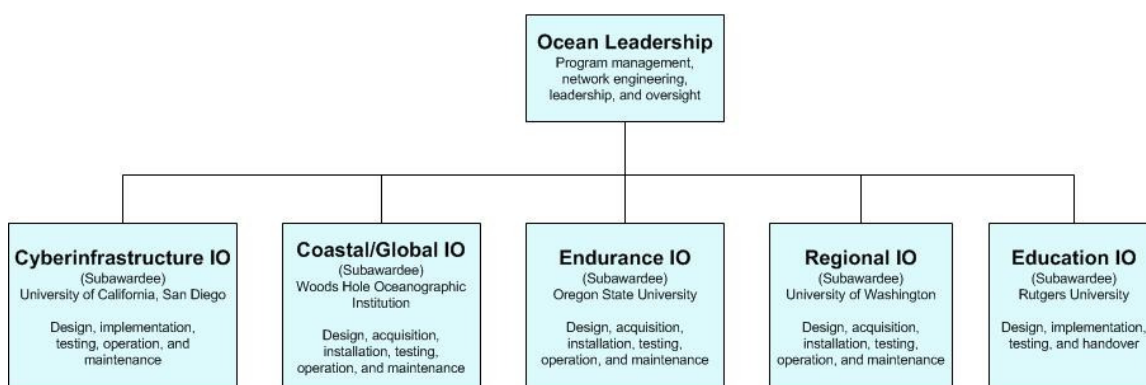 Ocean Leadership
Program management,
network engineering,
leadership, and oversight
Cyberinfrastructure IO
(Subawardee)
University of California, San Diego
Design, implementation,
testing, operation, and
maintenance
Coastal/Global IO
(Subawardee)
Woods Hole Oceanographic
Institution
Design, acquisition,
installation, testing,
operation, and maintenance
Endurance IO
(Subawardee)
Oregon State University
Design, acquisition,
installation, testing,
operation, and maintenance
Regional IO
(Subawardee)
University of Washington
Design, acquisition,
installation, testing,
operation, and maintenance
Education IO
(Subawardee)
Rutgers University
Design, implementation,
testing, and handover